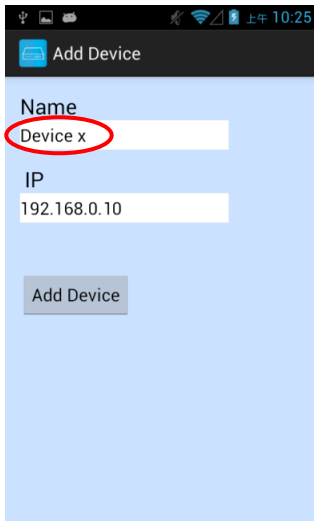 上午 10:25
Add Device
Name
Device x
IP
192.168.0.10
Add Device